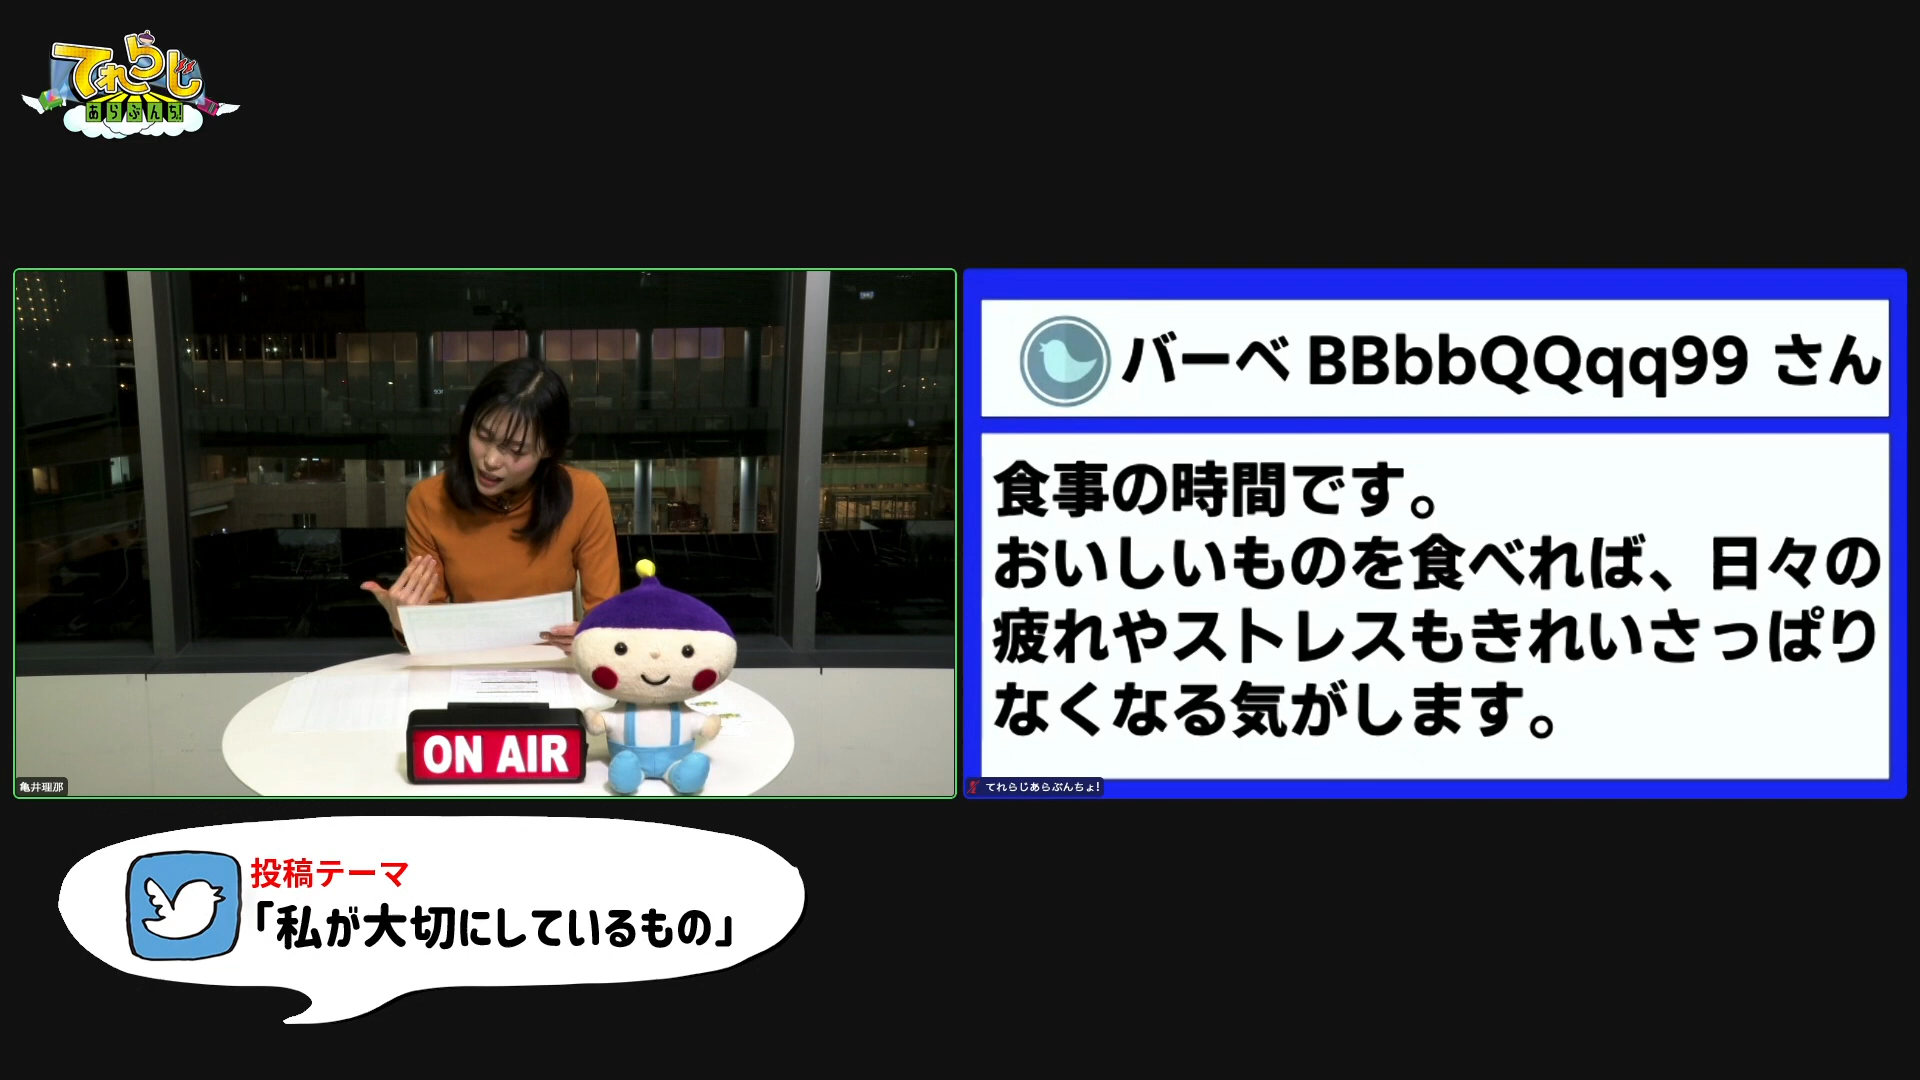 てれらじ
あらぶんちょ!
バーベ BBbbQQqq99 さん
食事の時間です。
おいしいものを食べれば、日々の
疲れやストレスもきれいさっぱり
なくなる気がします。
ON AIR
亀井理那
てれらじあらぶんちょ!
投稿テーマ
「私が大切にしているもの」